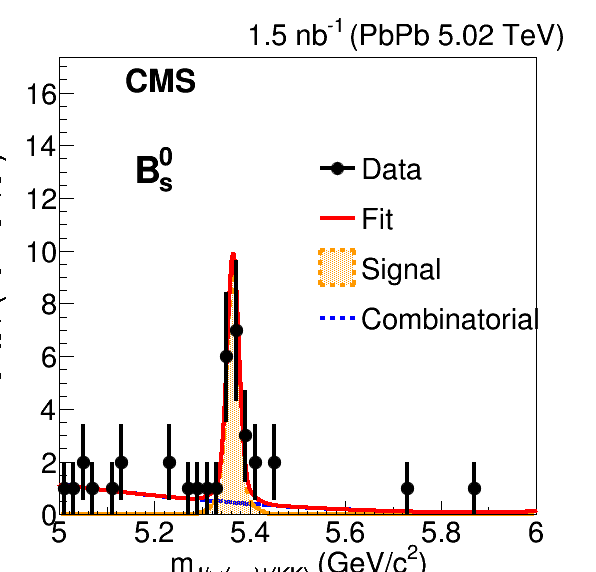 1.5 nb⁻¹ (PbPb 5.02 TeV)
CMS
B⁰ₛ
Data
Fit
Signal
Combinatorial
16
14
12
10
8
6
4
2
0
5 5.2 5.4 5.6 5.8 6
m (GeV/c²)